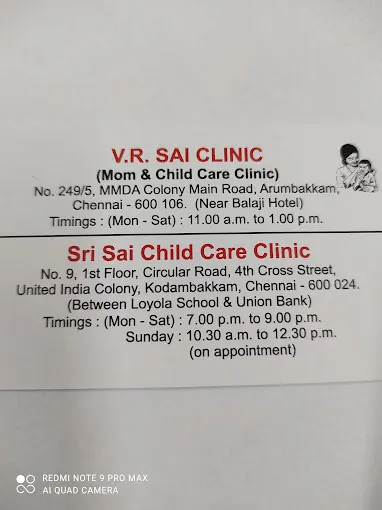 V.R. SAI CLINIC
(Mom & Child Care Clinic)
No. 249/5, MMDA Colony Main Road, Arumbakkam,
Chennai - 600 106. (Near Balaji Hotel)
Timings : (Mon - Sat) : 11.00 a.m. to 1.00 p.m.
Sri Sai Child Care Clinic
No. 9, 1st Floor, Circular Road, 4th Cross Street,
United India Colony, Kodambakkam, Chennai - 600 024.
(Between Loyola School & Union Bank)
Timings : (Mon - Sat) : 7.00 p.m. to 9.00 p.m.
Sunday : 10.30 a.m. to 12.30 p.m.
(on appointment)
REDMI NOTE 9 PRO MAX
AI QUAD CAMERA